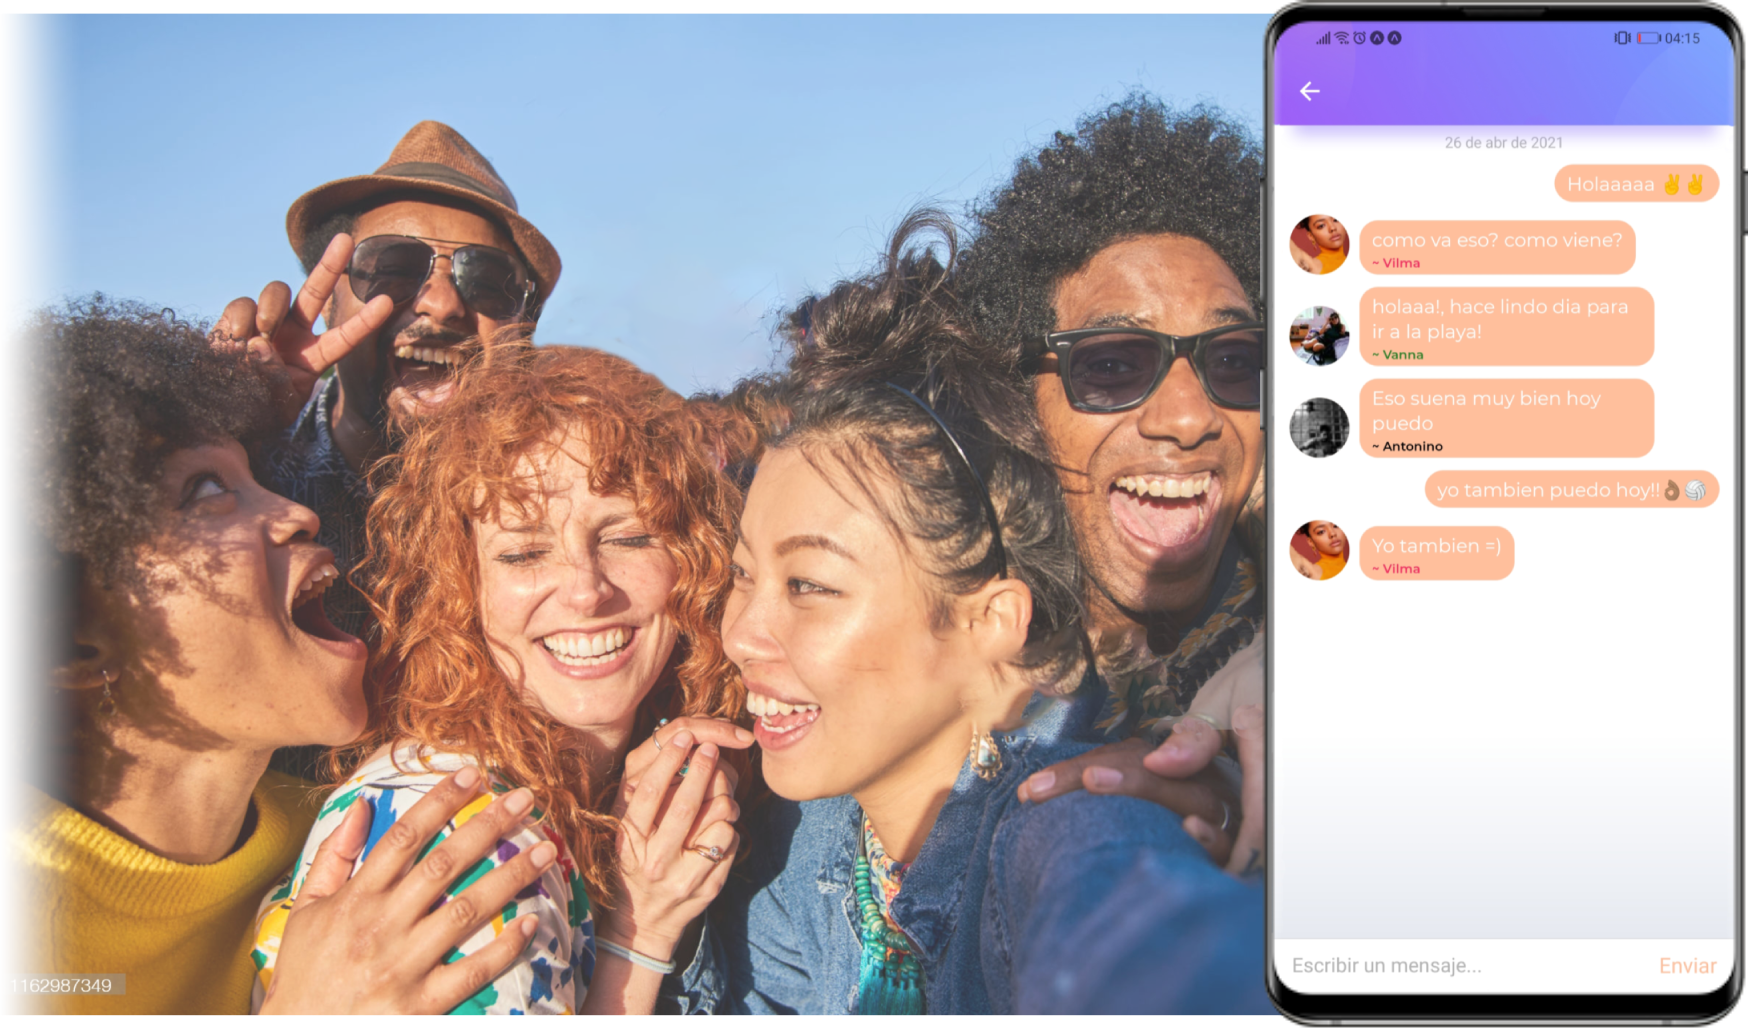 04:15
26 de abr de 2021
Holaaaaa ✌✌
como va eso? como viene?
~ Vilma
holaaa!, hace lindo dia para
ir a la playa!
~ Vanna
Eso suena muy bien hoy
puedo
~ Antonino
yo tambien puedo hoy!!👌🏽🏐
Yo tambien =)
~ Vilma
Escribir un mensaje...
Enviar
1162987349